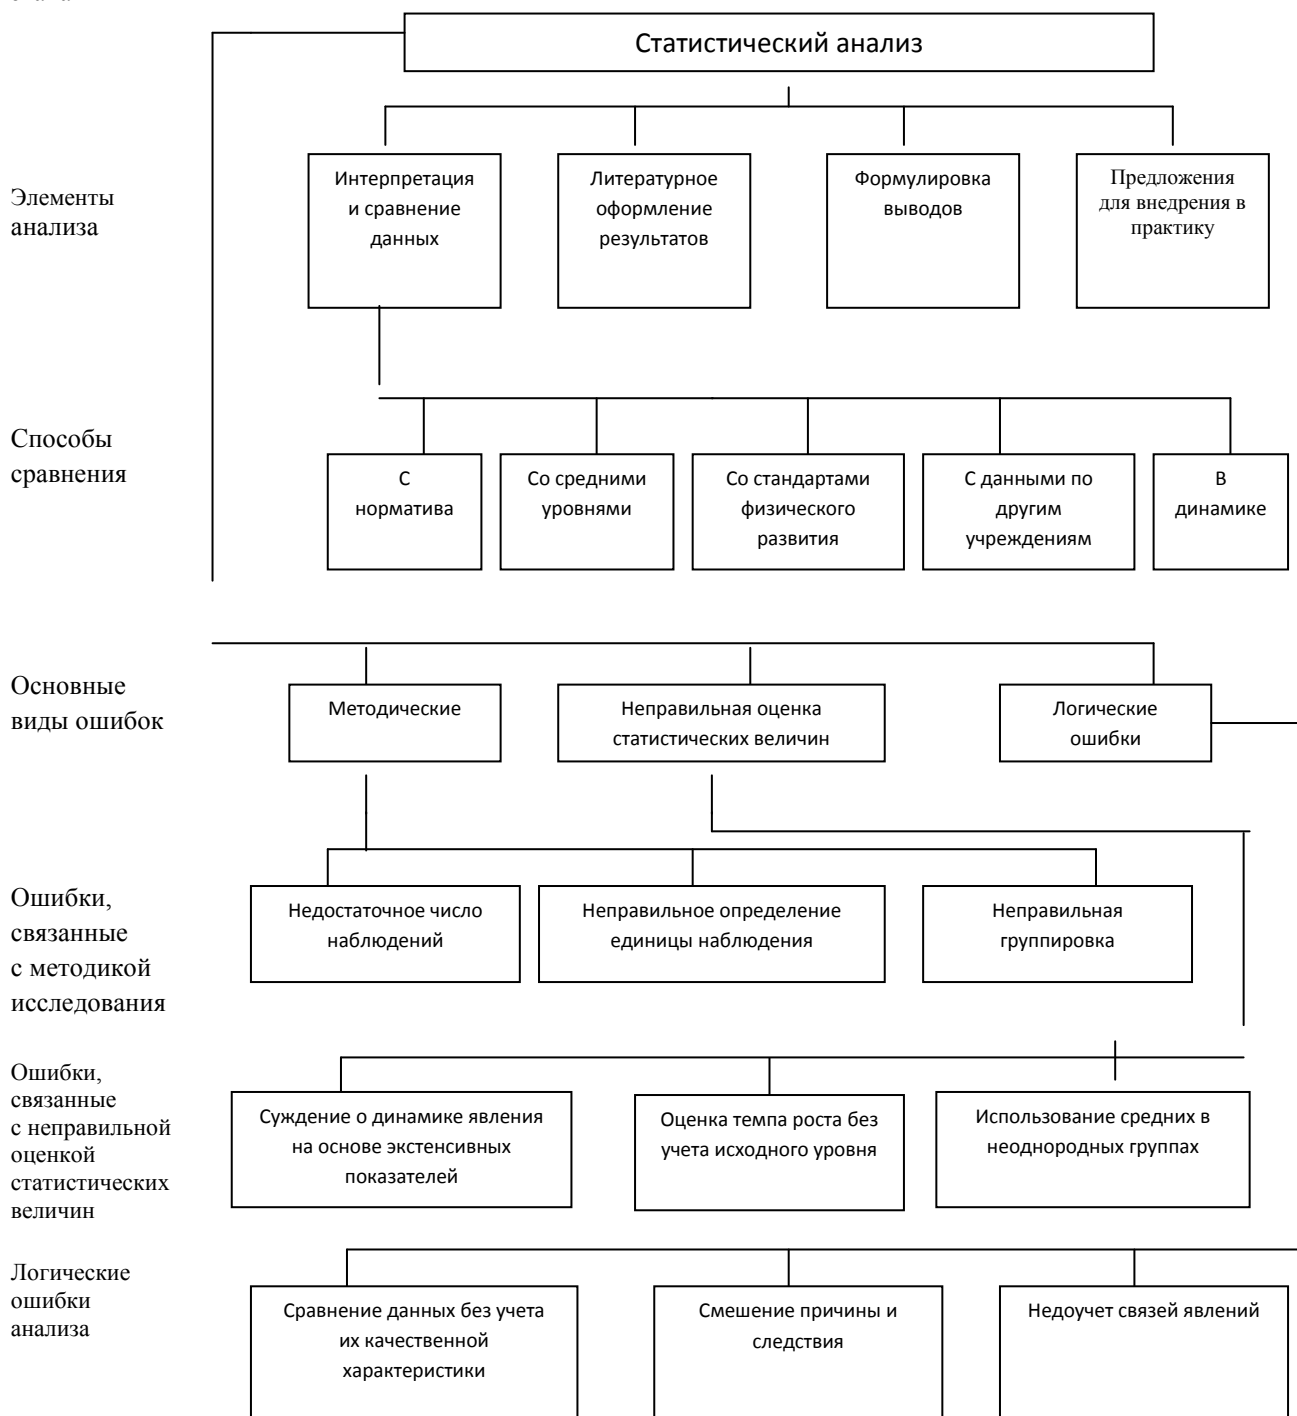 Статистический анализ
Элементы
анализа
Интерпретация
и сравнение
данных
Литературное
оформление
результатов
Формулировка
выводов
Предложения
для внедрения в
практику
Способы
сравнения
С
норматива
Со средними
уровнями
Со стандартами
физического
развития
С данными по
другим
учреждениям
В
динамике
Основные
виды ошибок
Методические
Неправильная оценка
статистических величин
Логические
ошибки
Ошибки,
связанные
с методикой
исследования
Недостаточное число
наблюдений
Неправильное определение
единицы наблюдения
Неправильная
группировка
Ошибки,
связанные
с неправильной
оценкой
статистических
величин
Суждение о динамике явления
на основе экстенсивных
показателей
Оценка темпа роста без
учета исходного уровня
Использование средних в
неоднородных группах
Логические
ошибки
анализа
Сравнение данных без учета
их качественной
характеристики
Смешение причины и
следствия
Недоучет связей явлений